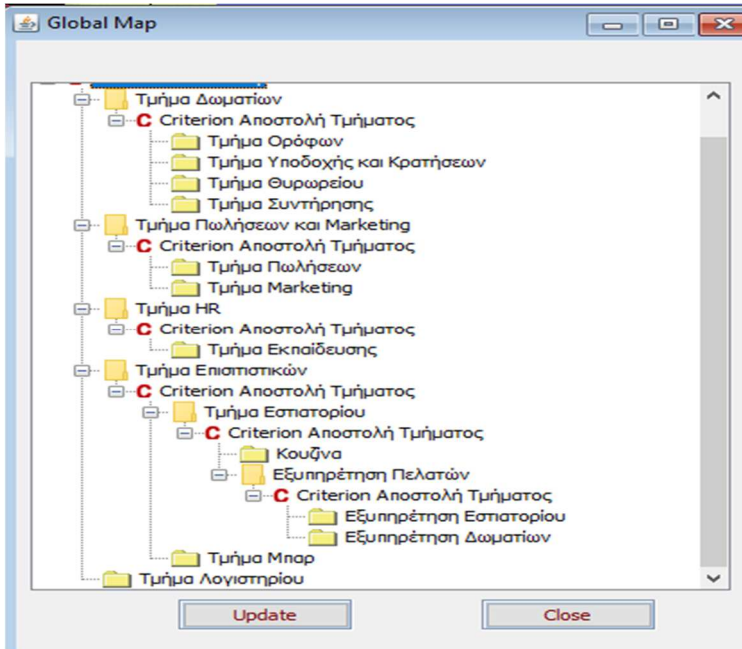 Global Map
Τμήμα Δωματίων
C Criterion Αποστολή Τμήματος
Τμήμα Ορόφων
Τμήμα Υποδοχής και Κρατήσεων
Τμήμα Θυρωρείου
Τμήμα Συντήρησης
Τμήμα Πωλήσεων και Marketing
C Criterion Αποστολή Τμήματος
Τμήμα Πωλήσεων
Τμήμα Marketing
Τμήμα HR
C Criterion Αποστολή Τμήματος
Τμήμα Εκπαίδευσης
Τμήμα Επισιτιστικών
C Criterion Αποστολή Τμήματος
Τμήμα Εστιατορίου
C Criterion Αποστολή Τμήματος
Κουζίνα
Εξυπηρέτηση Πελατών
C Criterion Αποστολή Τμήματος
Εξυπηρέτηση Εστιατορίου
Εξυπηρέτηση Δωματίων
Τμήμα Μπαρ
Τμήμα Λογιστηρίου
Update Close